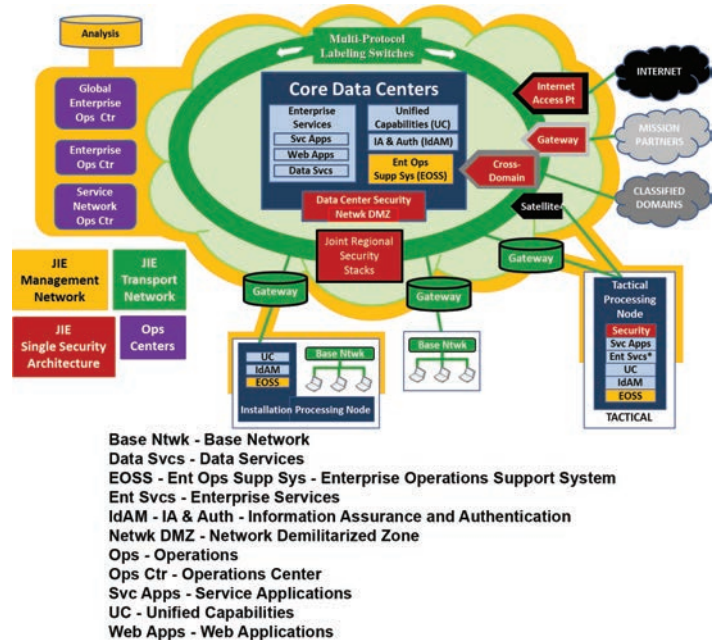 Analysis
Global
Enterprise
Ops Ctr
Enterprise
Ops Ctr
Service
Network
Ops Ctr
Multi-Protocol
Labeling Switches
Core Data Centers
Enterprise
Services
Svc Apps
Web Apps
Data Svcs
Unified
Capabilities (UC)
IA & Auth (IdAM)
Ent Ops
Supp Sys (EOSS)
Data Center Security
Netwk DMZ
Joint Regional
Security
Stacks
Internet
Access Pt
Gateway
Cross-
Domain
Satellite
INTERNET
MISSION
PARTNERS
CLASSIFIED
DOMAINS
Gateway
Gateway
Gateway
JIE
Management
Network
JIE
Transport
Network
JIE
Single Security
Architecture
Ops
Centers
UC
IdAM
EOSS
Base Ntwk
Installation Processing Node
Base Ntwk
Tactical
Processing
Node
Security
Svc Apps
Ent Svcs*
UC
IdAM
EOSS
TACTICAL
Base Ntwk - Base Network
Data Svcs - Data Services
EOSS - Ent Ops Supp Sys - Enterprise Operations Support System
Ent Svcs - Enterprise Services
IdAM - IA & Auth - Information Assurance and Authentication
Netwk DMZ - Network Demilitarized Zone
Ops - Operations
Ops Ctr - Operations Center
Svc Apps - Service Applications
UC - Unified Capabilities
Web Apps - Web Applications